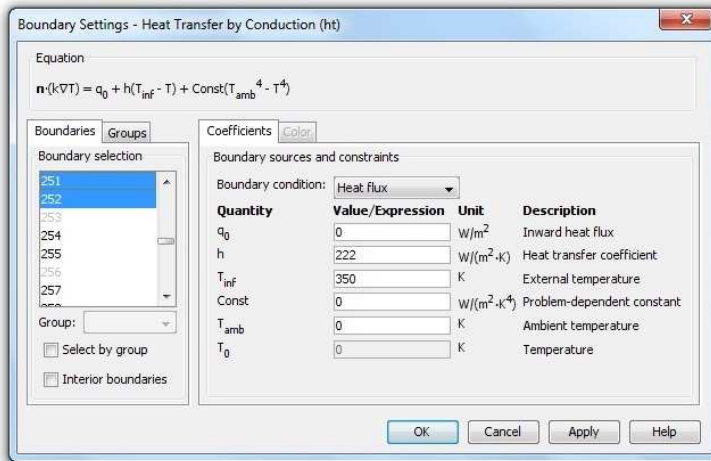 Boundary Settings - Heat Transfer by Conduction (ht)
Equation
n·(k∇T) = q0 + h(Tinf - T) + Const(Tamb^4 - T^4)
Boundaries Groups
Boundary selection
251
252
253
254
255
256
257
Group:
Select by group
Interior boundaries
Coefficients Color
Boundary sources and constraints
Boundary condition: Heat flux
Quantity Value/Expression Unit Description
q0 0 W/m² Inward heat flux
h 222 W/(m²·K) Heat transfer coefficient
Tinf 350 K External temperature
Const 0 W/(m²·K⁴) Problem-dependent constant
Tamb 0 K Ambient temperature
T0 0 K Temperature
OK Cancel Apply Help